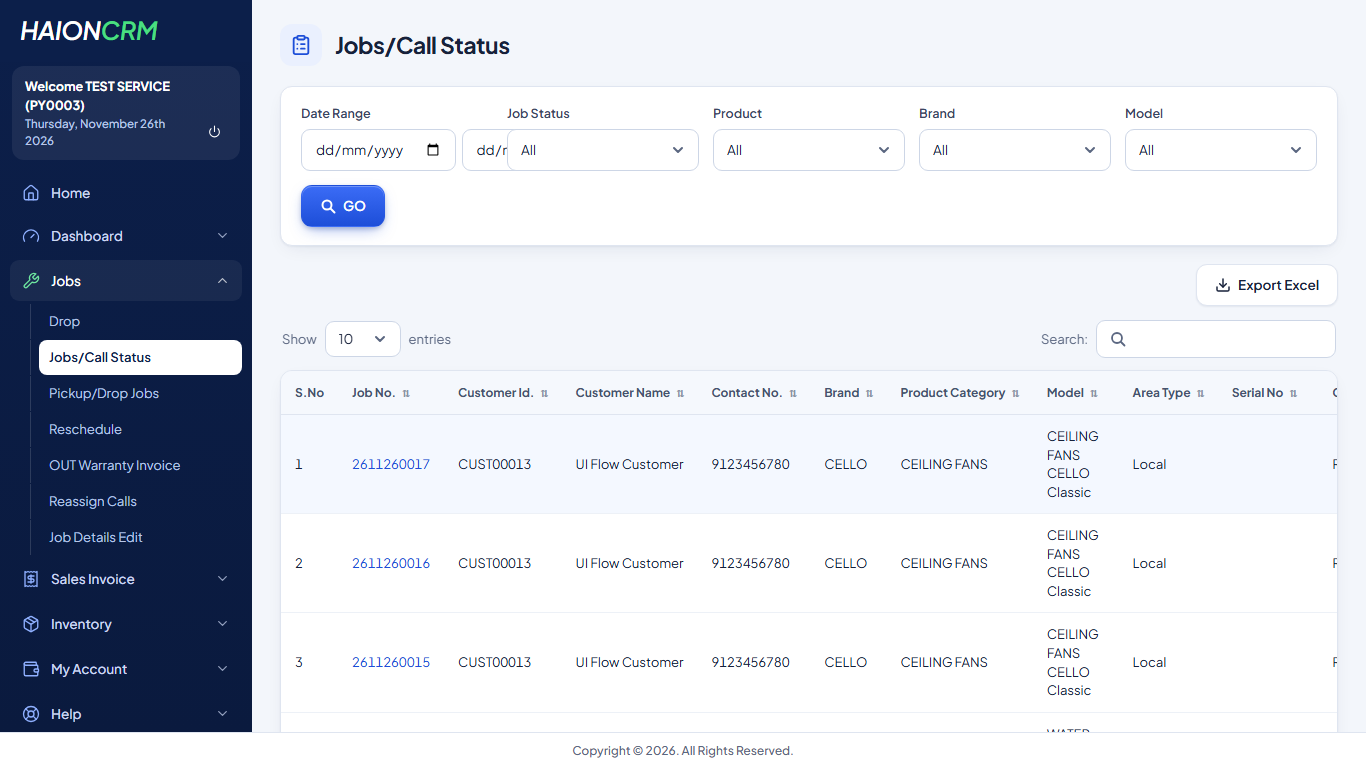 HAIONCRM
Welcome TEST SERVICE
(PY0003)
Thursday, November 26th
2026
Home
Dashboard
Jobs
Drop
Jobs/Call Status
Pickup/Drop Jobs
Reschedule
OUT Warranty Invoice
Reassign Calls
Job Details Edit
Sales Invoice
Inventory
My Account
Help
Jobs/Call Status
Date Range Job Status Product Brand Model
dd/mm/yyyy All All All All
GO
Export Excel
Show 10 entries Search:
S.No Job No. Customer Id. Customer Name Contact No. Brand Product Category Model Area Type Serial No
1 2611260017 CUST00013 UI Flow Customer 9123456780 CELLO CEILING FANS CEILING FANS CELLO Classic Local
2 2611260016 CUST00013 UI Flow Customer 9123456780 CELLO CEILING FANS CEILING FANS CELLO Classic Local
3 2611260015 CUST00013 UI Flow Customer 9123456780 CELLO CEILING FANS CEILING FANS CELLO Classic Local
Copyright © 2026. All Rights Reserved.